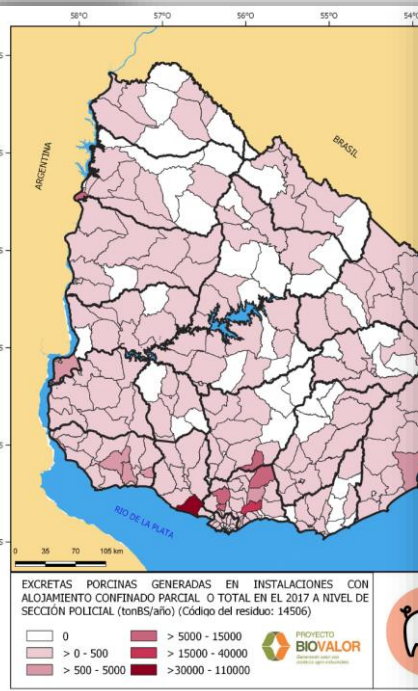 58°O 57°O 56°O 55°O 54°O
ARGENTINA
BRASIL
RIO DE LA PLATA
0 35 70 105 km
EXCRETAS PORCINAS GENERADAS EN INSTALACIONES CON
ALOJAMIENTO CONFINADO PARCIAL O TOTAL EN EL 2017 A NIVEL DE
SECCIÓN POLICIAL (tonBS/año) (Código del residuo: 14506)
0
> 0 - 500
> 500 - 5000
> 5000 - 15000
> 15000 - 40000
>30000 - 110000
PROYECTO
BIOVALOR